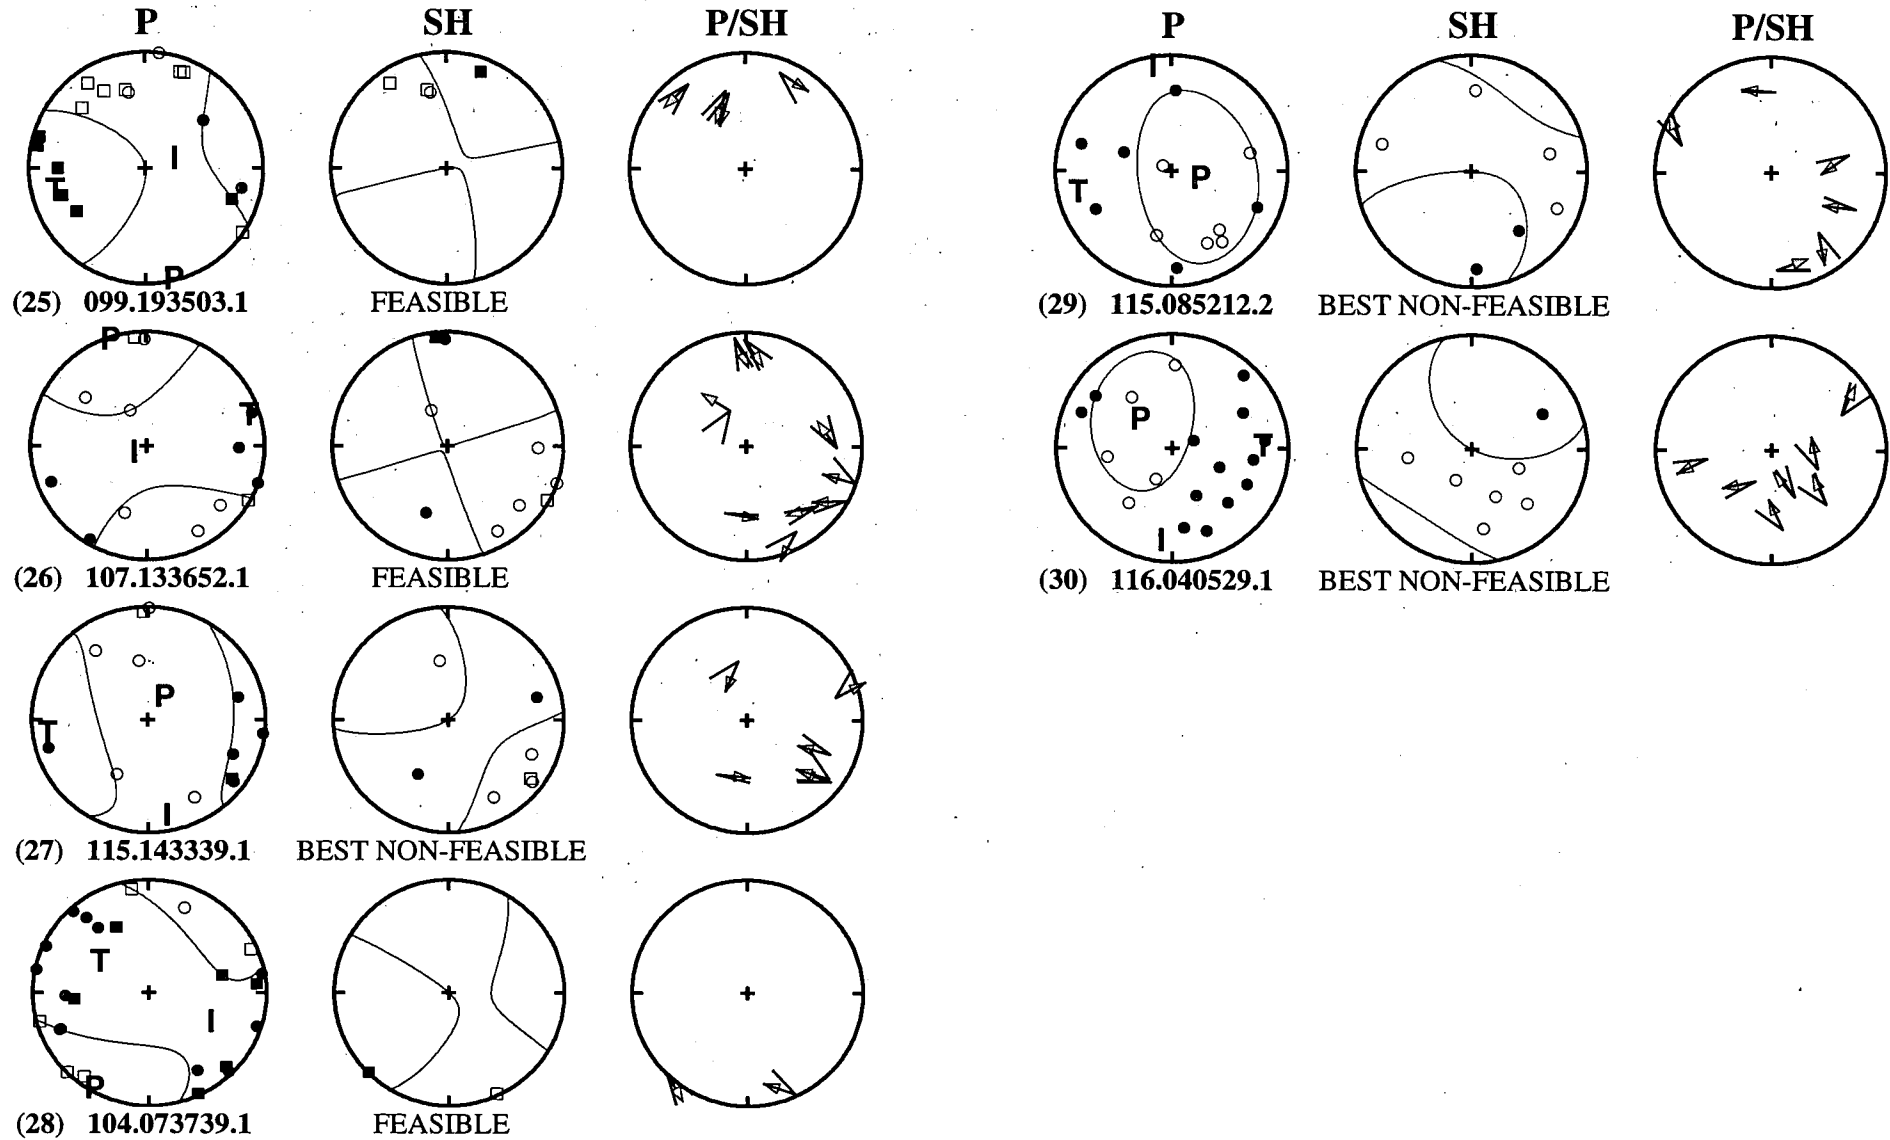 P SH P/SH
T I P
(25) 099.193503.1 FEASIBLE
P T I
(26) 107.133652.1 FEASIBLE
P T I
(27) 115.143339.1 BEST NON-FEASIBLE
T I P
(28) 104.073739.1 FEASIBLE
P SH P/SH
I P T
(29) 115.085212.2 BEST NON-FEASIBLE
P T I
(30) 116.040529.1 BEST NON-FEASIBLE